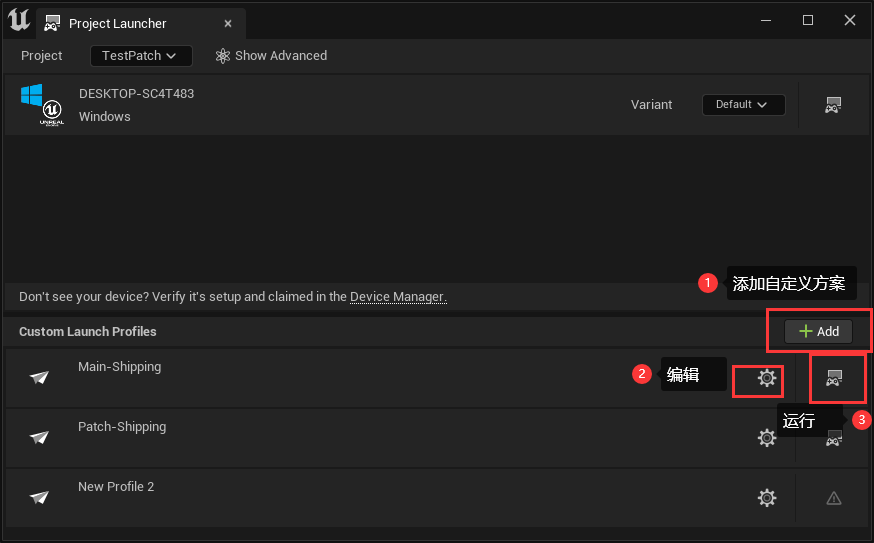 Project Launcher
Project
TestPatch
Show Advanced
DESKTOP-SC4T483
Windows
Variant
Default
UNREAL
Don't see your device? Verify it's setup and claimed in the Device Manager.
1 添加自定义方案
Custom Launch Profiles
Add
Main-Shipping
2 编辑
运行 3
Patch-Shipping
New Profile 2